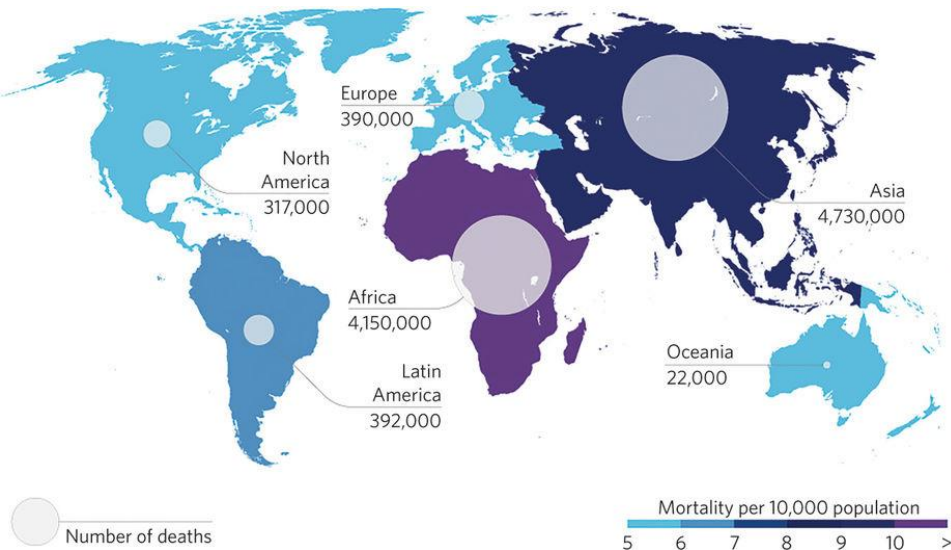 Europe
390,000
North
America
317,000
Asia
4,730,000
Africa
4,150,000
Oceania
22,000
Latin
America
392,000
Number of deaths
Mortality per 10,000 population
5 6 7 8 9 10 >